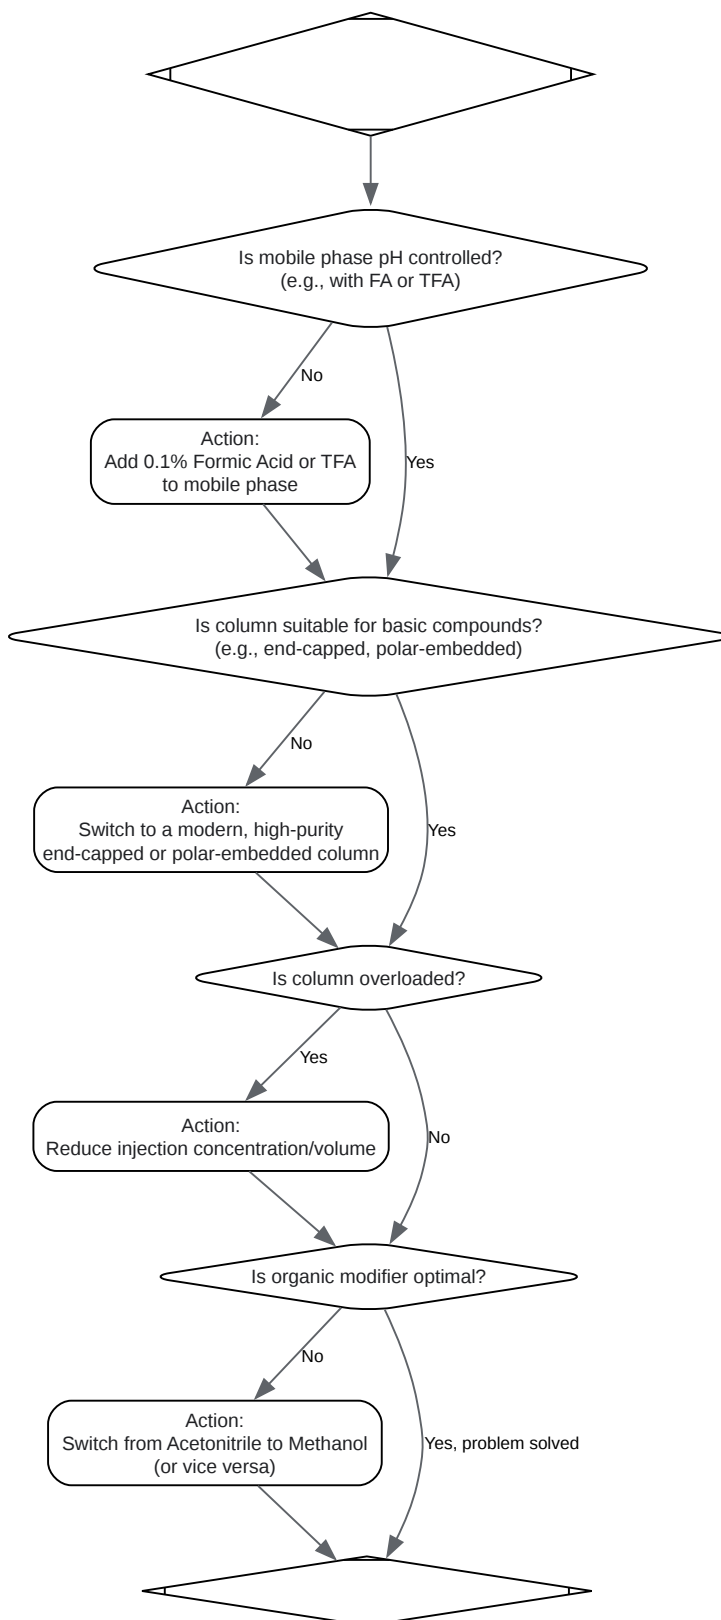 Is mobile phase pH controlled?
(e.g., with FA or TFA)
No
Action:
Add 0.1% Formic Acid or TFA
to mobile phase
Yes
Is column suitable for basic compounds?
(e.g., end-capped, polar-embedded)
No
Action:
Switch to a modern, high-purity
end-capped or polar-embedded column
Yes
Is column overloaded?
Yes
Action:
Reduce injection concentration/volume
No
Is organic modifier optimal?
No
Action:
Switch from Acetonitrile to Methanol
(or vice versa)
Yes, problem solved